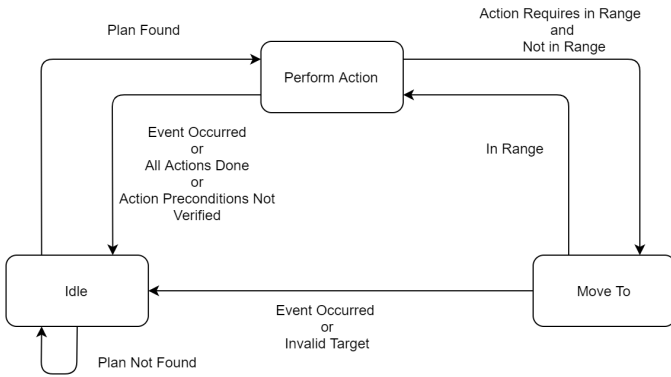 Plan Found
Action Requires in Range
and
Not in Range
Perform Action
Event Occurred
or
All Actions Done
or
Action Preconditions Not
Verified
In Range
Idle
Move To
Event Occurred
or
Invalid Target
Plan Not Found